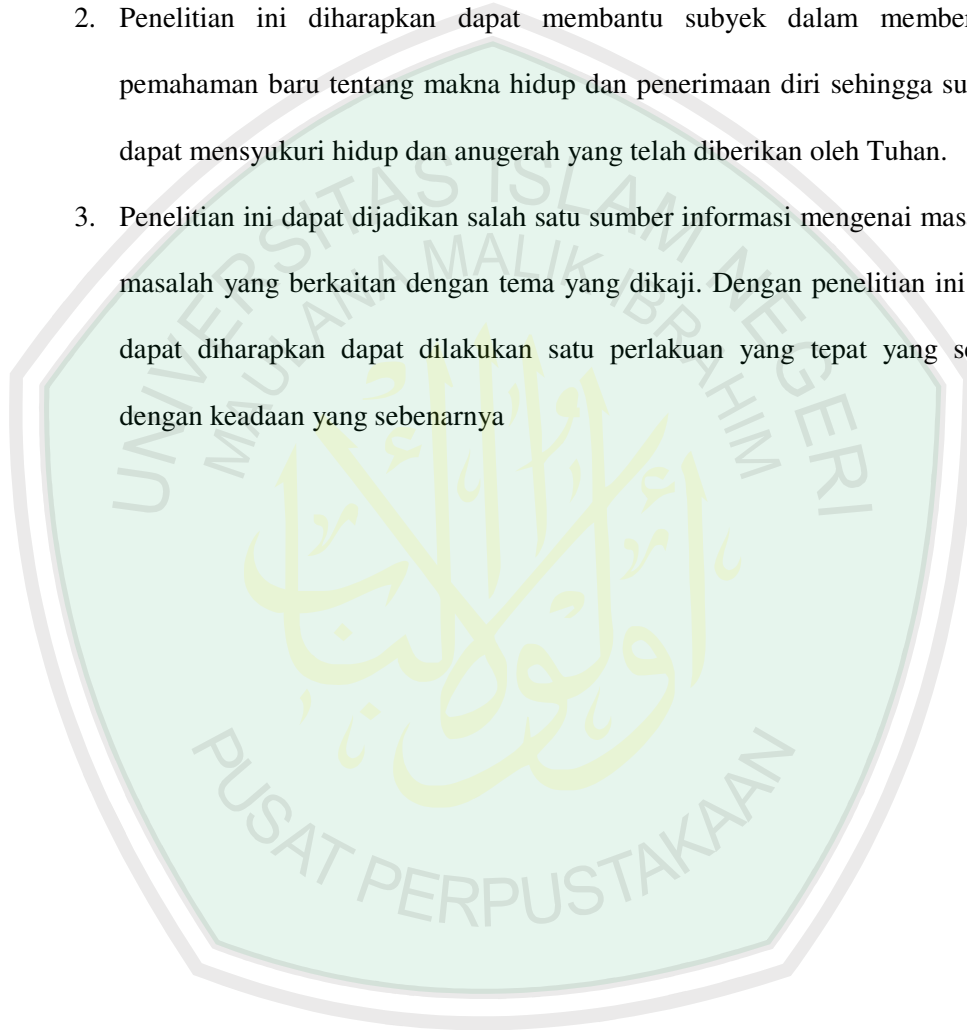 2. Penelitian ini diharapkan dapat membantu subyek dalam member
pemahaman baru tentang makna hidup dan penerimaan diri sehingga su
dapat mensyukuri hidup dan anugerah yang telah diberikan oleh Tuhan.
3. Penelitian ini dapat dijadikan salah satu sumber informasi mengenai mas
masalah yang berkaitan dengan tema yang dikaji. Dengan penelitian ini
dapat diharapkan dapat dilakukan satu perlakuan yang tepat yang se
dengan keadaan yang sebenarnya
UNIVERSITAS ISLAM NEGERI
MAULANA MALIK IBRAHIM
أولوا الألباب
PUSAT PERPUSTAKAAN